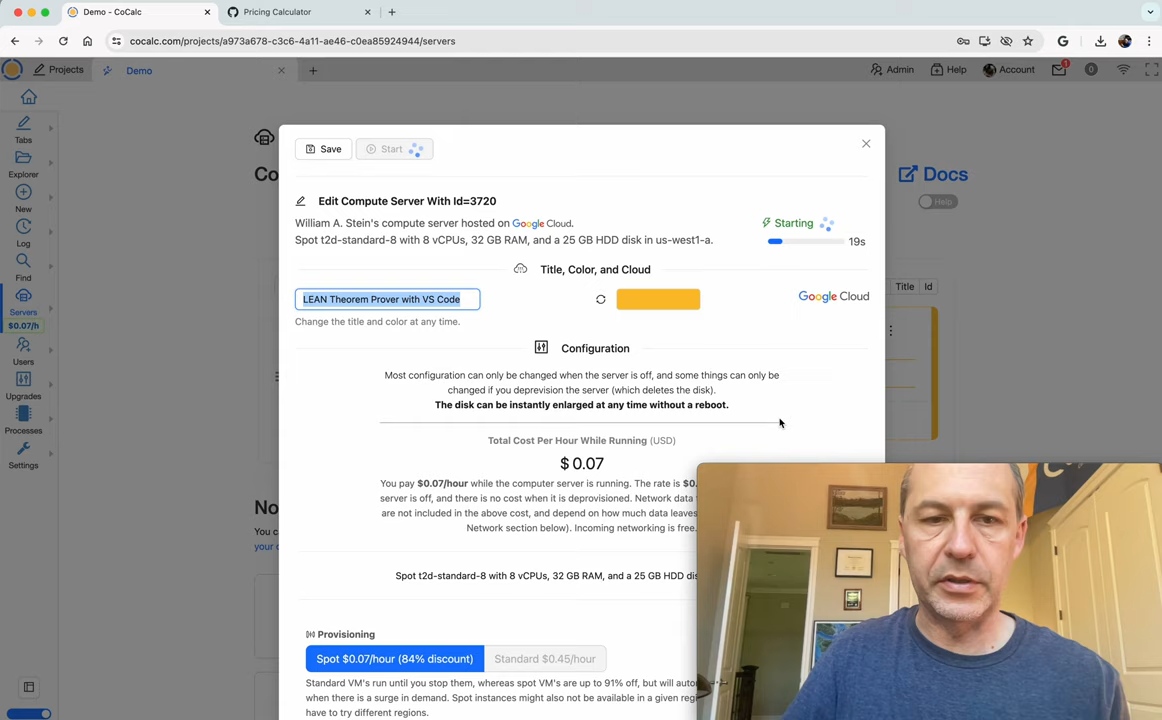 Demo - CoCalc
Pricing Calculator
cocalc.com/projects/a973a678-c3c6-4a11-ae46-c0ea85924944/servers
Projects
Demo
Admin
Help
Account
1
0
Tabs
Explorer
New
Log
Find
Servers
$0.07/h
Users
Upgrades
Processes
Settings
Co
Docs
Help
Title Id
No
You c
your c
Save
Start
Edit Compute Server With Id=3720
William A. Stein's compute server hosted on Google Cloud.
Spot t2d-standard-8 with 8 vCPUs, 32 GB RAM, and a 25 GB HDD disk in us-west1-a.
Starting
19s
Title, Color, and Cloud
LEAN Theorem Prover with VS Code
Google Cloud
Change the title and color at any time.
Configuration
Most configuration can only be changed when the server is off, and some things can only be
changed if you deprevision the server (which deletes the disk).
The disk can be instantly enlarged at any time without a reboot.
Total Cost Per Hour While Running (USD)
$ 0.07
You pay $0.07/hour while the computer server is running. The rate is $0.
server is off, and there is no cost when it is deprovisioned. Network data
are not included in the above cost, and depend on how much data leaves
Network section below). Incoming networking is free.
Spot t2d-standard-8 with 8 vCPUs, 32 GB RAM, and a 25 GB HDD dis
Provisioning
Spot $0.07/hour (84% discount)
Standard $0.45/hour
Standard VM's run until you stop them, whereas spot VM's are up to 91% off, but will auto
when there is a surge in demand. Spot instances might also not be available in a given regi
have to try different regions.